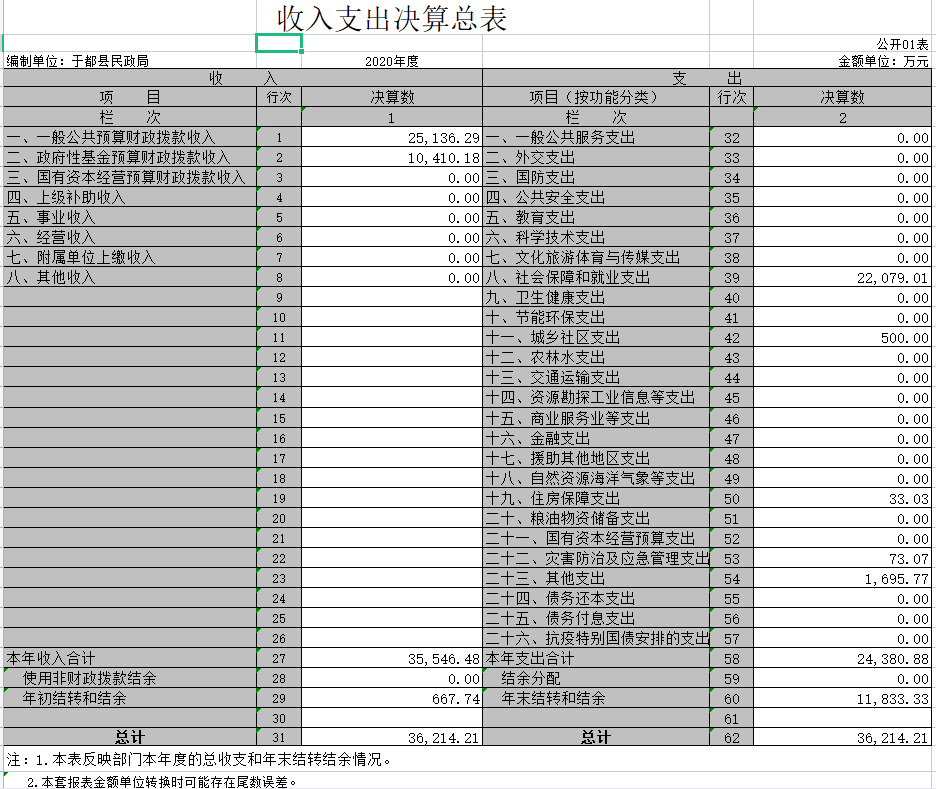 收入支出决算总表
公开01表
编制单位：于都县民政局 2020年度 金额单位：万元
收 入 支 出
项 目 行次 决算数 项目（按功能分类） 行次 决算数
栏 次 1 栏 次 2
一、一般公共预算财政拨款收入 1 25,136.29 一、一般公共服务支出 32 0.00
二、政府性基金预算财政拨款收入 2 10,410.18 二、外交支出 33 0.00
三、国有资本经营预算财政拨款收入 3 0.00 三、国防支出 34 0.00
四、上级补助收入 4 0.00 四、公共安全支出 35 0.00
五、事业收入 5 0.00 五、教育支出 36 0.00
六、经营收入 6 0.00 六、科学技术支出 37 0.00
七、附属单位上缴收入 7 0.00 七、文化旅游体育与传媒支出 38 0.00
八、其他收入 8 0.00 八、社会保障和就业支出 39 22,079.01
9 九、卫生健康支出 40 0.00
10 十、节能环保支出 41 0.00
11 十一、城乡社区支出 42 500.00
12 十二、农林水支出 43 0.00
13 十三、交通运输支出 44 0.00
14 十四、资源勘探工业信息等支出 45 0.00
15 十五、商业服务业等支出 46 0.00
16 十六、金融支出 47 0.00
17 十七、援助其他地区支出 48 0.00
18 十八、自然资源海洋气象等支出 49 0.00
19 十九、住房保障支出 50 33.03
20 二十、粮油物资储备支出 51 0.00
21 二十一、国有资本经营预算支出 52 0.00
22 二十二、灾害防治及应急管理支出 53 73.07
23 二十三、其他支出 54 1,695.77
24 二十四、债务还本支出 55 0.00
25 二十五、债务付息支出 56 0.00
26 二十六、抗疫特别国债安排的支出 57 0.00
本年收入合计 27 35,546.48 本年支出合计 58 24,380.88
使用非财政拨款结余 28 0.00 结余分配 59 0.00
年初结转和结余 29 667.74 年末结转和结余 60 11,833.33
30 61
总计 31 36,214.21 总计 62 36,214.21
注：1.本表反映部门本年度的总收支和年末结转结余情况。
2.本套报表金额单位转换时可能存在尾数误差。